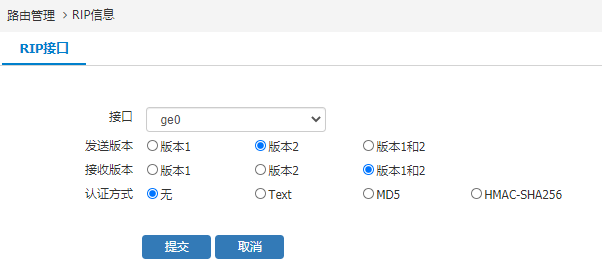 路由管理 > RIP信息
RIP接口
接口 ge0
发送版本 版本1 版本2 版本1和2
接收版本 版本1 版本2 版本1和2
认证方式 无 Text MD5 HMAC-SHA256
提交 取消